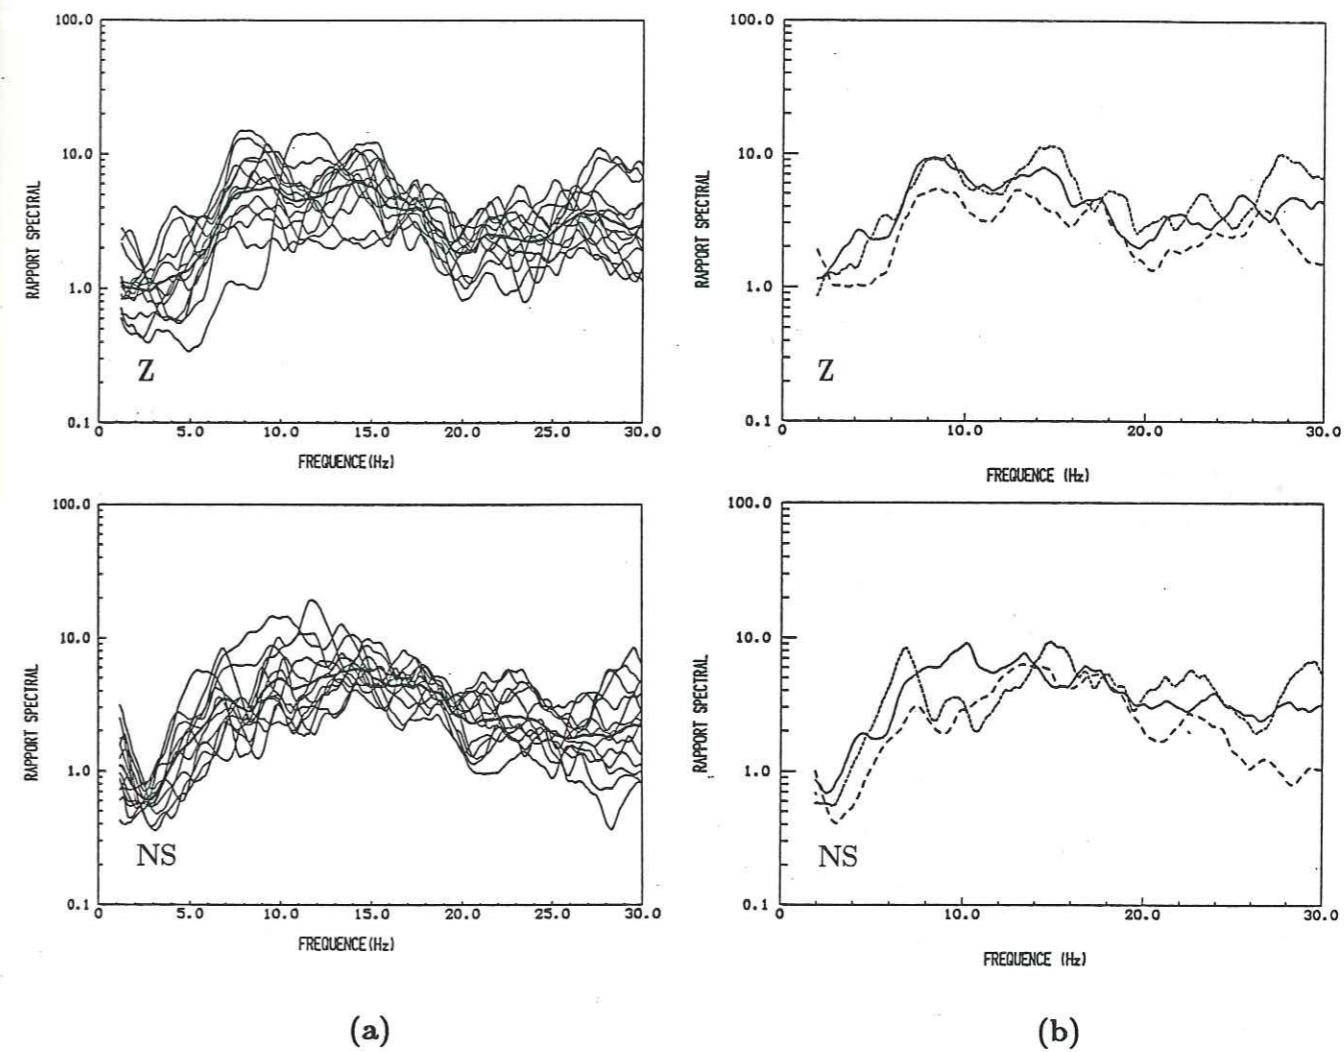 100.0
10.0
1.0
0.1
RAPPORT SPECTRAL
Z
0 5.0 10.0 15.0 20.0 25.0 30.0
FREQUENCE(Hz)
100.0
10.0
1.0
0.1
RAPPORT SPECTRAL
Z
0 10.0 20.0 30.0
FREQUENCE (Hz)
100.0
10.0
1.0
0.1
RAPPORT SPECTRAL
NS
0 5.0 10.0 15.0 20.0 25.0 30.0
FREQUENCE(Hz)
100.0
10.0
1.0
0.1
RAPPORT SPECTRAL
NS
0 10.0 20.0 30.0
FREQUENCE (Hz)
(a)
(b)